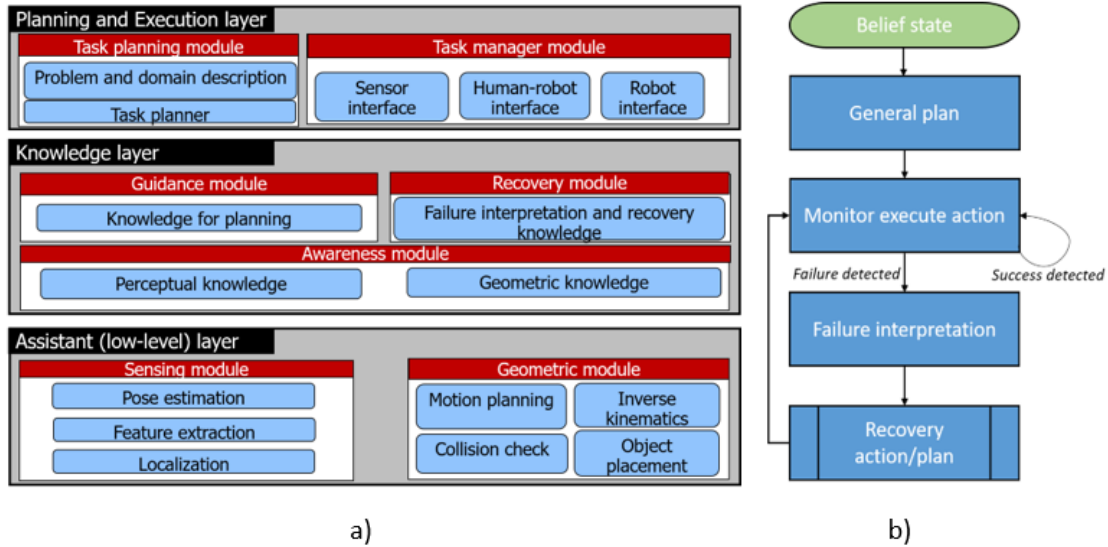 Planning and Execution layer
Task planning module
Problem and domain description
Task planner
Task manager module
Sensor
interface
Human-robot
interface
Robot
interface
Knowledge layer
Guidance module
Knowledge for planning
Recovery module
Failure interpretation and recovery
knowledge
Awareness module
Perceptual knowledge
Geometric knowledge
Assistant (low-level) layer
Sensing module
Pose estimation
Feature extraction
Localization
Geometric module
Motion planning
Inverse
kinematics
Collision check
Object
placement
a)
Belief state
General plan
Monitor execute action
Failure detected
Success detected
Failure interpretation
Recovery
action/plan
b)